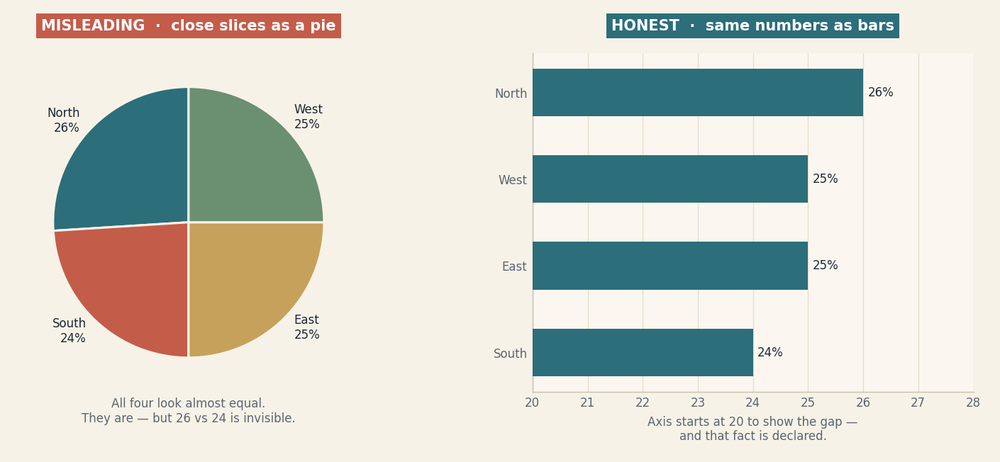 MISLEADING · close slices as a pie
North
26%
West
25%
South
24%
East
25%
All four look almost equal.
They are — but 26 vs 24 is invisible.
HONEST · same numbers as bars
North
26%
West
25%
East
25%
South
24%
20 21 22 23 24 25 26 27 28
Axis starts at 20 to show the gap —
and that fact is declared.